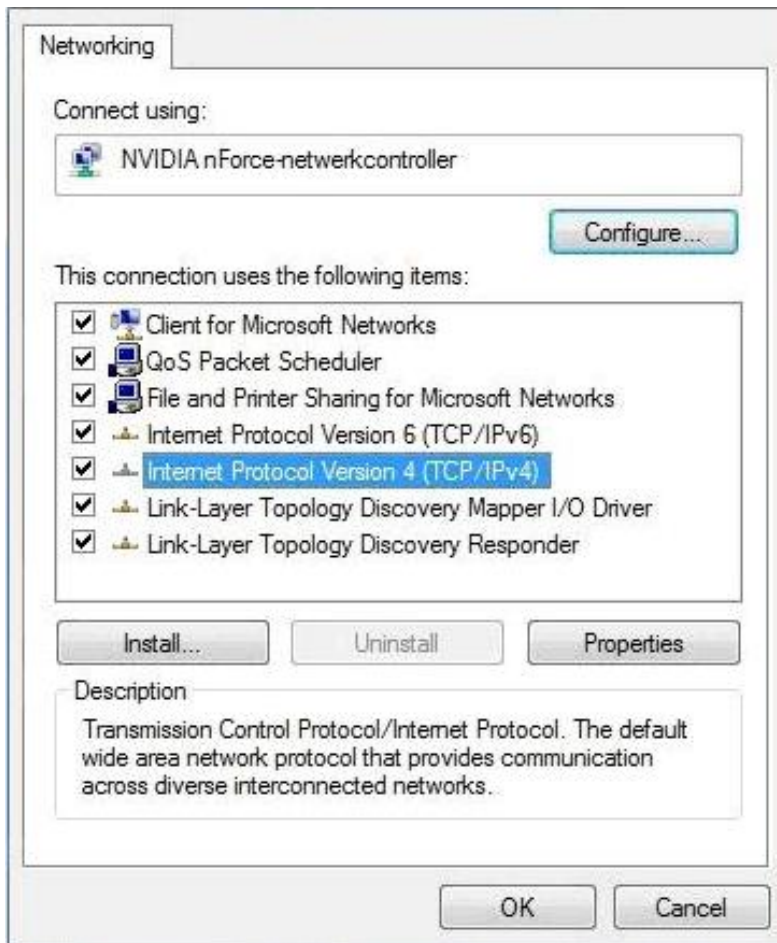 Networking
Connect using:
NVIDIA nForce-netwerkcontroller
Configure...
This connection uses the following items:
Client for Microsoft Networks
QoS Packet Scheduler
File and Printer Sharing for Microsoft Networks
Internet Protocol Version 6 (TCP/IPv6)
Internet Protocol Version 4 (TCP/IPv4)
Link-Layer Topology Discovery Mapper I/O Driver
Link-Layer Topology Discovery Responder
Install...
Uninstall
Properties
Description
Transmission Control Protocol/Internet Protocol. The default
wide area network protocol that provides communication
across diverse interconnected networks.
OK
Cancel